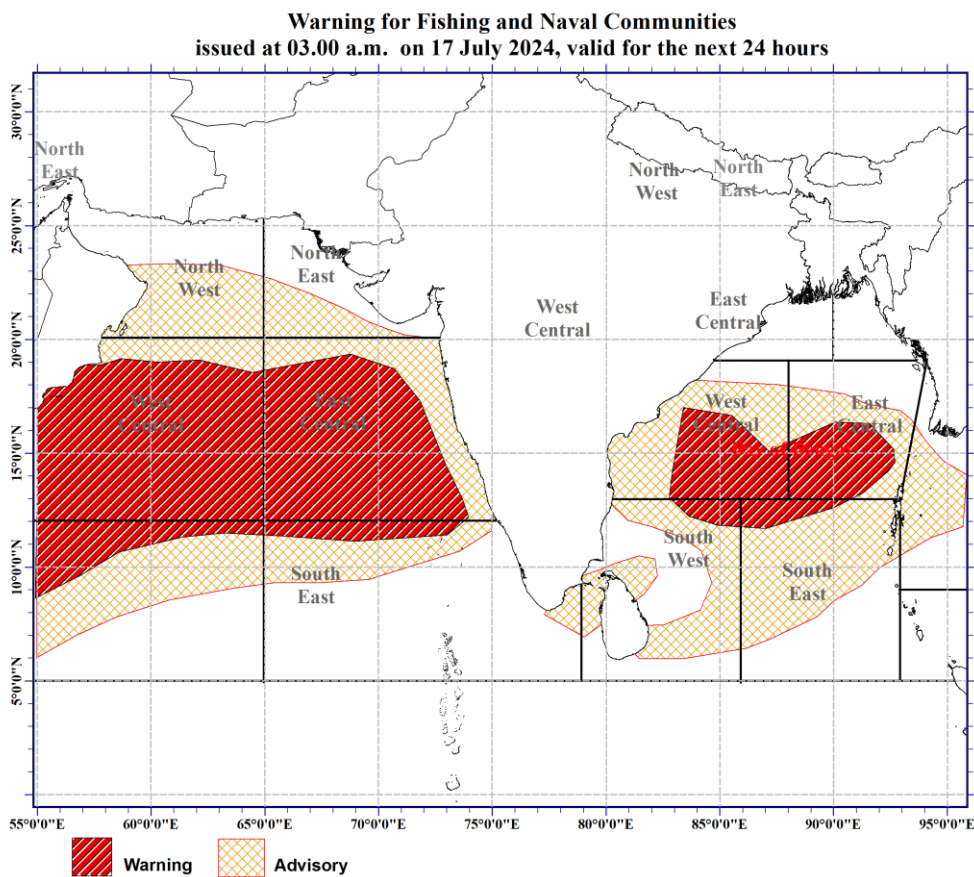 Warning for Fishing and Naval Communities
issued at 03.00 a.m. on 17 July 2024, valid for the next 24 hours
30°0'0"N
25°0'0"N
20°0'0"N
15°0'0"N
10°0'0"N
5°0'0"N
North
East
North
West
North
East
North
West
North
East
West
Central
East
Central
West
Central
East
Central
West
Central
East
Central
South
West
South
East
South
East
55°0'0"E
60°0'0"E
65°0'0"E
70°0'0"E
75°0'0"E
80°0'0"E
85°0'0"E
90°0'0"E
95°0'0"E
Warning
Advisory